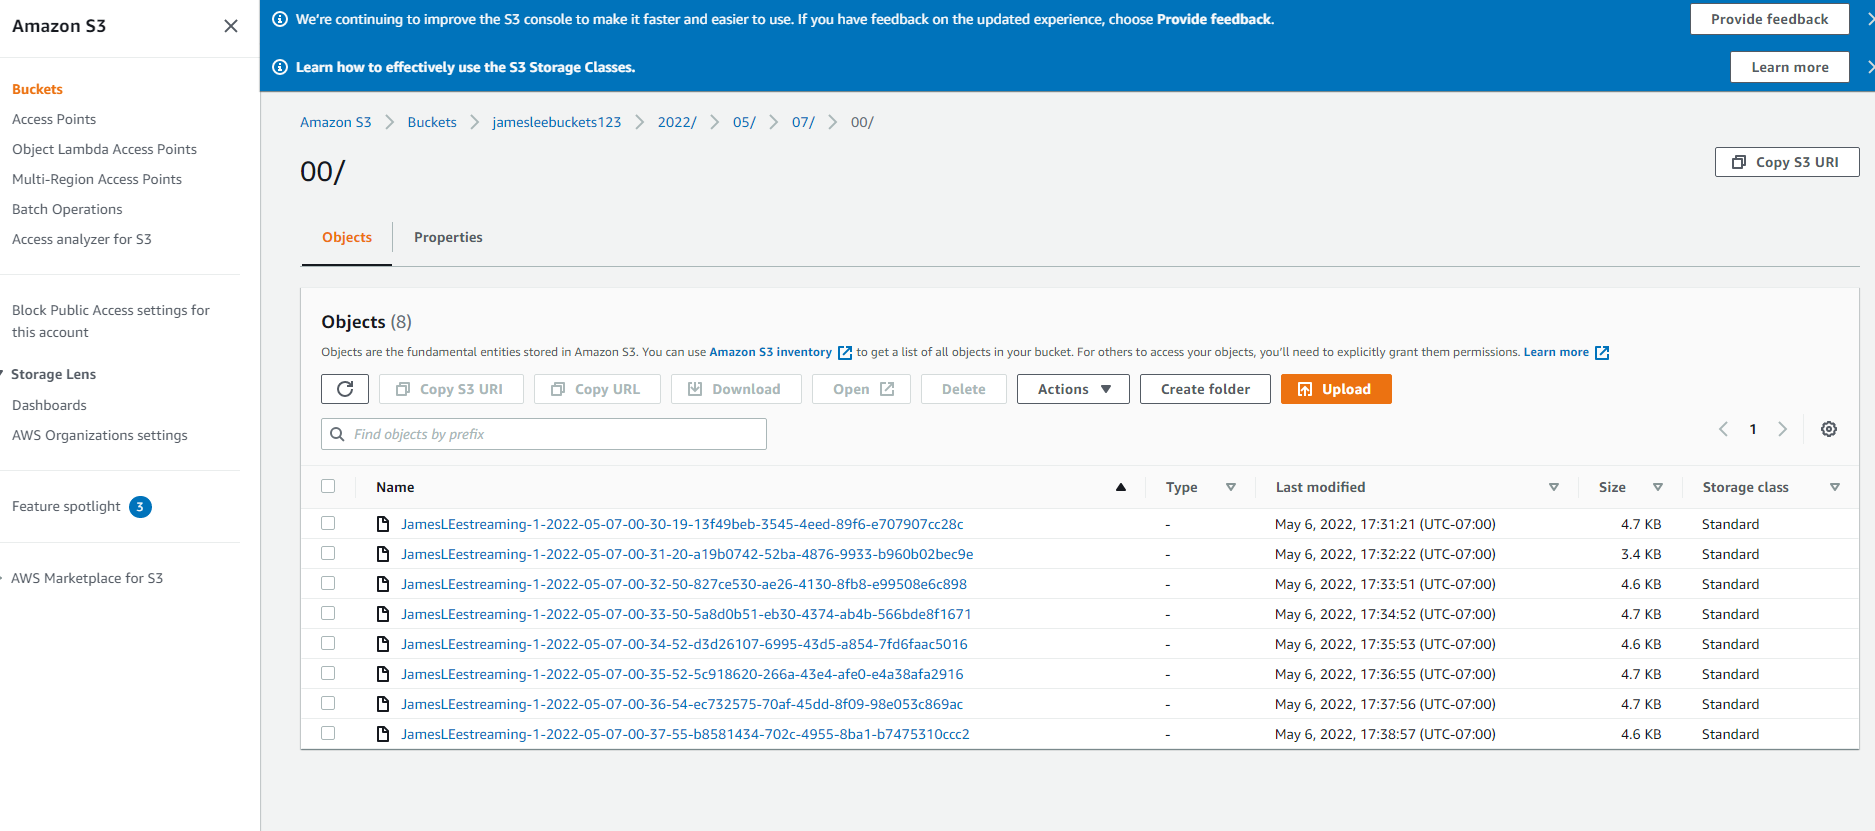 Amazon S3
Buckets
Access Points
Object Lambda Access Points
Multi-Region Access Points
Batch Operations
Access analyzer for S3
Block Public Access settings for
this account
Storage Lens
Dashboards
AWS Organizations settings
Feature spotlight 3
AWS Marketplace for S3
We're continuing to improve the S3 console to make it faster and easier to use. If you have feedback on the updated experience, choose Provide feedback.
Provide feedback
Learn how to effectively use the S3 Storage Classes.
Learn more
Amazon S3 Buckets jamesleebuckets123 2022/ 05/ 07/ 00/
00/
Copy S3 URI
Objects Properties
Objects (8)
Objects are the fundamental entities stored in Amazon S3. You can use Amazon S3 inventory to get a list of all objects in your bucket. For others to access your objects, you'll need to explicitly grant them permissions. Learn more
Copy S3 URI Copy URL Download Open Delete Actions Create folder Upload
Find objects by prefix
1
Name Type Last modified Size Storage class
JamesLEestreaming-1-2022-05-07-00-30-19-13f49beb-3545-4eed-89f6-e707907cc28c - May 6, 2022, 17:31:21 (UTC-07:00) 4.7 KB Standard
JamesLEestreaming-1-2022-05-07-00-31-20-a19b0742-52ba-4876-9933-b960b02bec9e - May 6, 2022, 17:32:22 (UTC-07:00) 3.4 KB Standard
JamesLEestreaming-1-2022-05-07-00-32-50-827ce530-ae26-4130-8fb8-e99508e6c898 - May 6, 2022, 17:33:51 (UTC-07:00) 4.6 KB Standard
JamesLEestreaming-1-2022-05-07-00-33-50-5a8d0b51-eb30-4374-ab4b-566bde8f1671 - May 6, 2022, 17:34:52 (UTC-07:00) 4.7 KB Standard
JamesLEestreaming-1-2022-05-07-00-34-52-d3d26107-6995-43d5-a854-7fd6faac5016 - May 6, 2022, 17:35:53 (UTC-07:00) 4.6 KB Standard
JamesLEestreaming-1-2022-05-07-00-35-52-5c918620-266a-43e4-afe0-e4a38afa2916 - May 6, 2022, 17:36:55 (UTC-07:00) 4.7 KB Standard
JamesLEestreaming-1-2022-05-07-00-36-54-ec732575-70af-45dd-8f09-98e053c869ac - May 6, 2022, 17:37:56 (UTC-07:00) 4.7 KB Standard
JamesLEestreaming-1-2022-05-07-00-37-55-b8581434-702c-4955-8ba1-b7475310ccc2 - May 6, 2022, 17:38:57 (UTC-07:00) 4.6 KB Standard